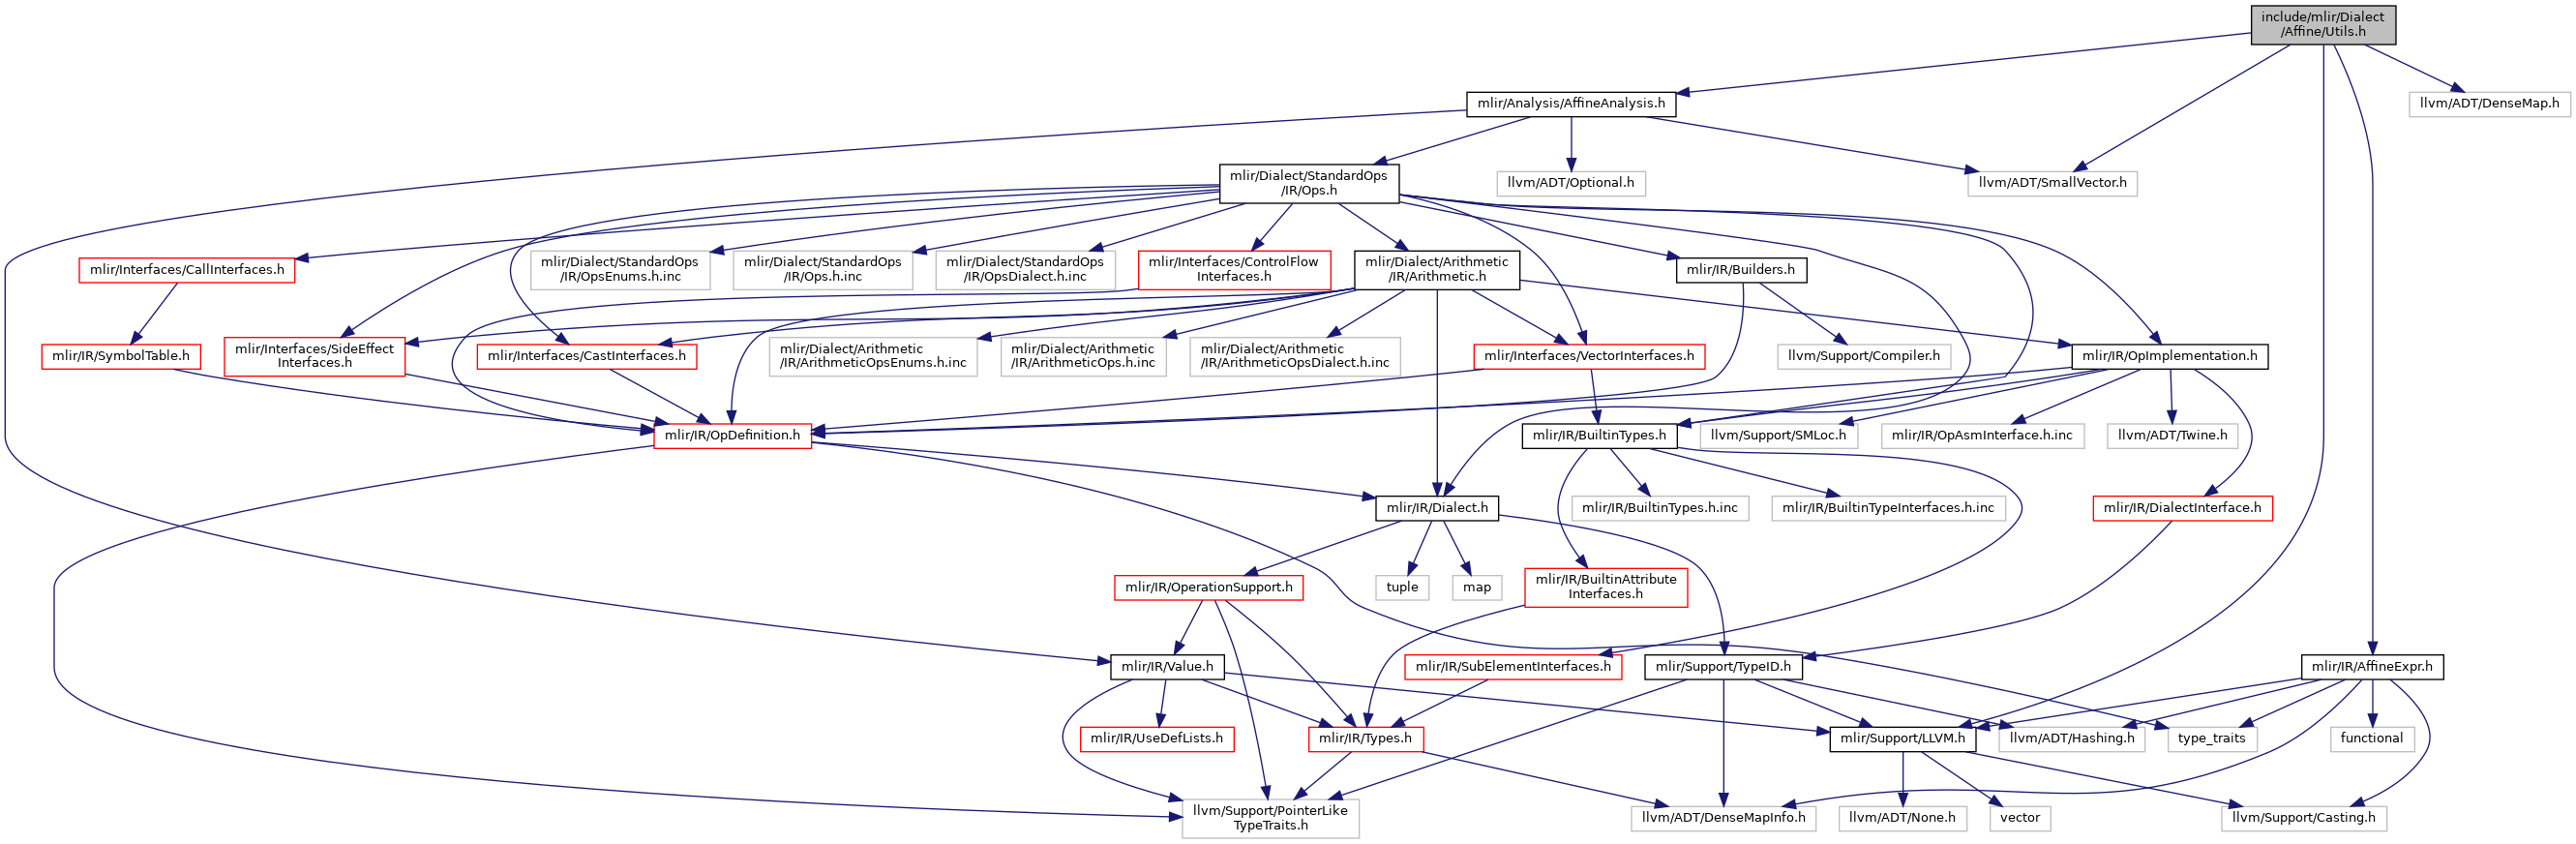 include/mlir/Dialect
/Affine/Utils.h
mlir/Analysis/AffineAnalysis.h
llvm/ADT/DenseMap.h
mlir/Dialect/StandardOps
/IR/Ops.h
llvm/ADT/Optional.h
llvm/ADT/SmallVector.h
mlir/Interfaces/CallInterfaces.h
mlir/Dialect/StandardOps
/IR/OpsEnums.h.inc
mlir/Dialect/StandardOps
/IR/Ops.h.inc
mlir/Dialect/StandardOps
/IR/OpsDialect.h.inc
mlir/Interfaces/ControlFlow
Interfaces.h
mlir/Dialect/Arithmetic
/IR/Arithmetic.h
mlir/IR/Builders.h
mlir/IR/SymbolTable.h
mlir/Interfaces/SideEffect
Interfaces.h
mlir/Interfaces/CastInterfaces.h
mlir/Dialect/Arithmetic
/IR/ArithmeticOpsEnums.h.inc
mlir/Dialect/Arithmetic
/IR/ArithmeticOps.h.inc
mlir/Dialect/Arithmetic
/IR/ArithmeticOpsDialect.h.inc
mlir/Interfaces/VectorInterfaces.h
llvm/Support/Compiler.h
mlir/IR/OpImplementation.h
mlir/IR/OpDefinition.h
mlir/IR/BuiltinTypes.h
llvm/Support/SMLoc.h
mlir/IR/OpAsmInterface.h.inc
llvm/ADT/Twine.h
mlir/IR/Dialect.h
mlir/IR/BuiltinTypes.h.inc
mlir/IR/BuiltinTypeInterfaces.h.inc
mlir/IR/DialectInterface.h
mlir/IR/OperationSupport.h
tuple
map
mlir/IR/BuiltinAttribute
Interfaces.h
mlir/IR/Value.h
mlir/IR/SubElementInterfaces.h
mlir/Support/TypeID.h
mlir/IR/AffineExpr.h
mlir/IR/UseDefLists.h
mlir/IR/Types.h
mlir/Support/LLVM.h
llvm/ADT/Hashing.h
type_traits
functional
llvm/Support/PointerLike
TypeTraits.h
llvm/ADT/DenseMapInfo.h
llvm/ADT/None.h
vector
llvm/Support/Casting.h